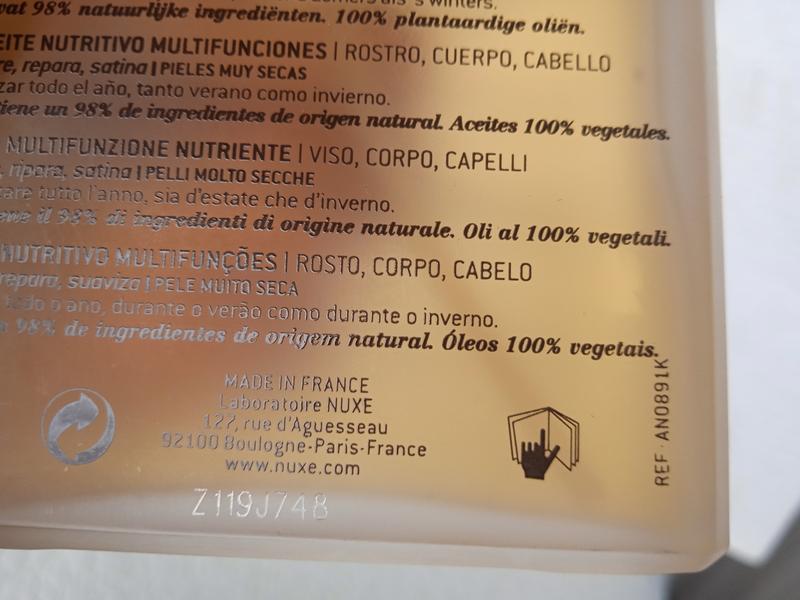 vat 98% natuurlijke ingrediënten. 100% plantaardige oliën.
EITE NUTRITIVO MULTIFUNCIONES | ROSTRO, CUERPO, CABELLO
re, repara, satina | PIELES MUY SECAS
zar todo el año, tanto verano como invierno.
tiene un 98% de ingredientes de origen natural. Aceites 100% vegetales.
MULTIFUNZIONE NUTRIENTE | VISO, CORPO, CAPELLI
, ripara, satina | PELLI MOLTO SECCHE
zare tutto l'anno, sia d'estate che d'inverno.
ene il 98% di ingredienti di origine naturale. Oli al 100% vegetali.
NUTRITIVO MULTIFUNÇÕES | ROSTO, CORPO, CABELO
repara, suaviza | PELE MUITO SECA
todo o ano, durante o verão como durante o inverno.
98% de ingredientes de origem natural. Óleos 100% vegetais.
MADE IN FRANCE
Laboratoire NUXE
127, rue d'Aguesseau
92100 Boulogne-Paris-France
www.nuxe.com
Z119J748
REF · AN0891K